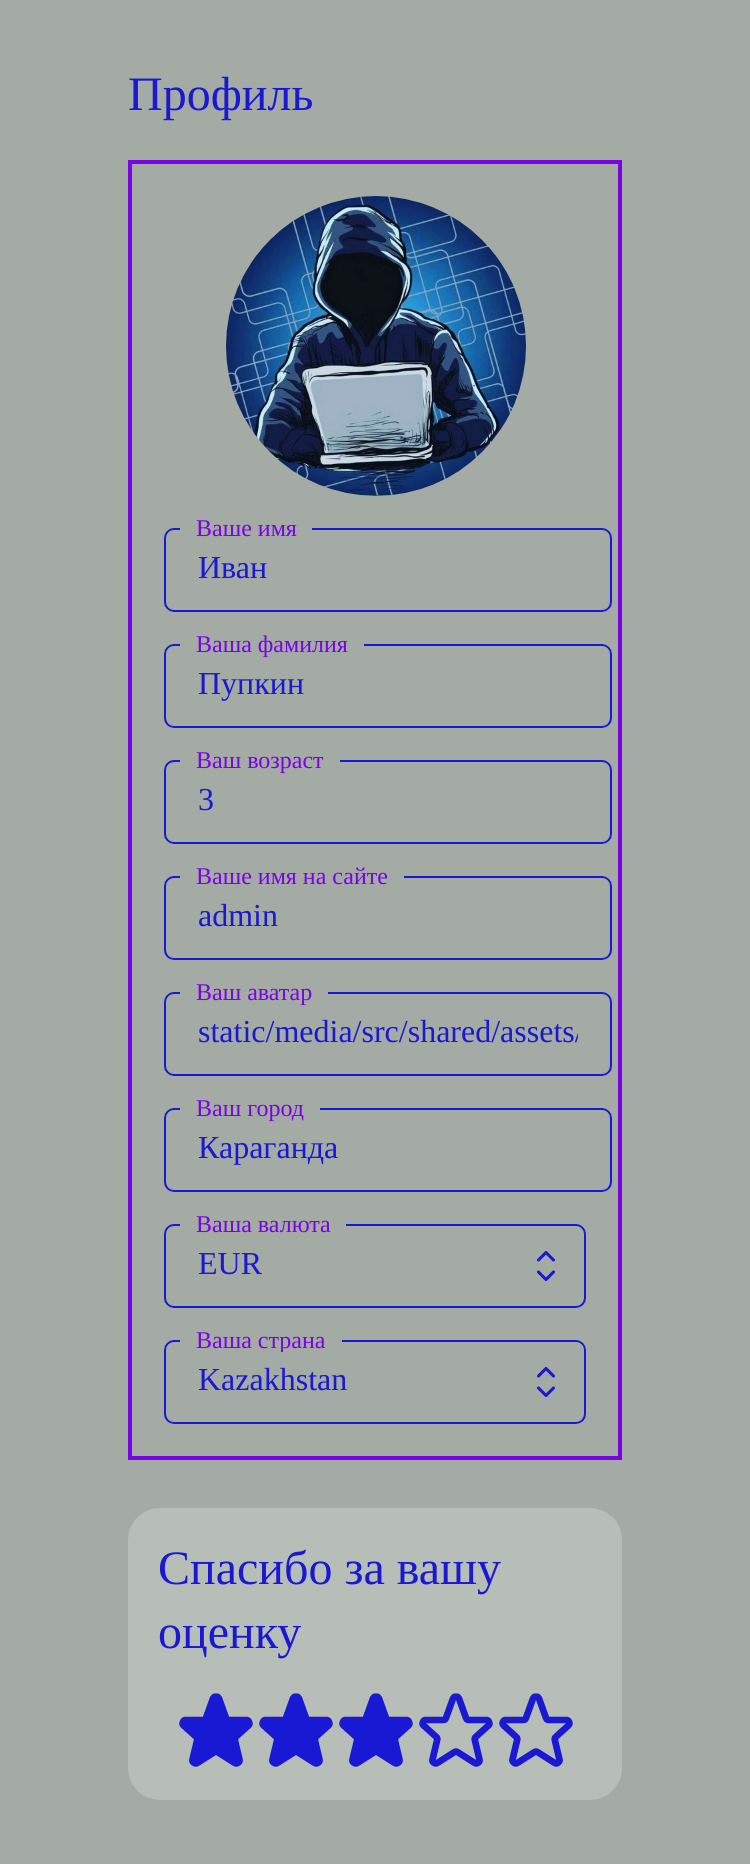 Профиль
Ваше имя
Иван
Ваша фамилия
Пупкин
Ваш возраст
3
Ваше имя на сайте
admin
Ваш аватар
static/media/src/shared/assets/
Ваш город
Караганда
Ваша валюта
EUR
Ваша страна
Kazakhstan
Спасибо за вашу
оценку